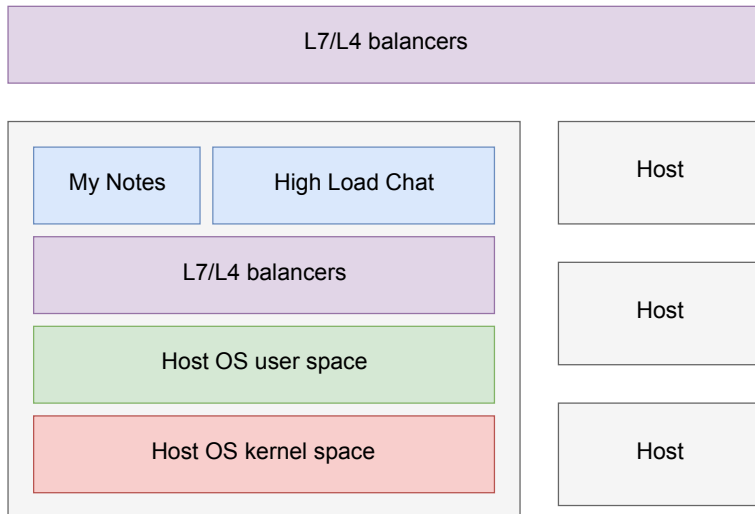 L7/L4 balancers
My Notes
High Load Chat
L7/L4 balancers
Host OS user space
Host OS kernel space
Host
Host
Host